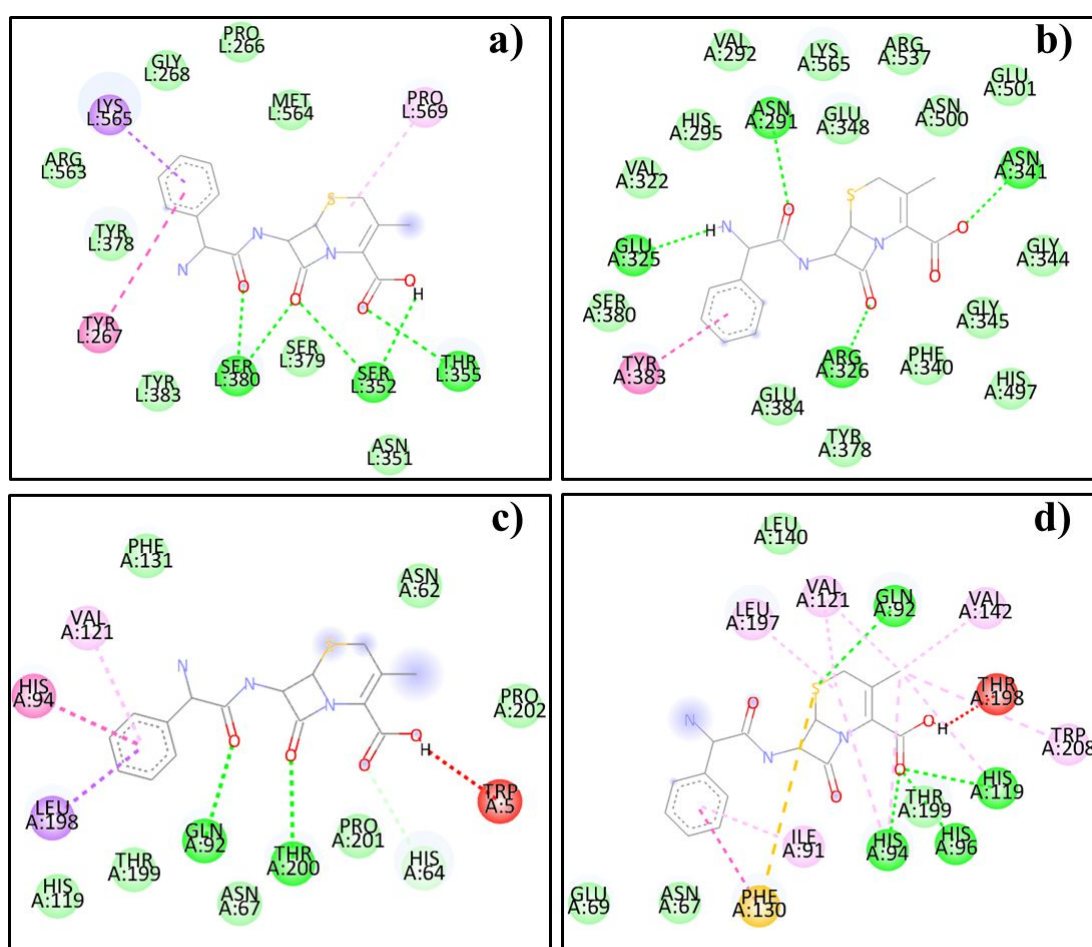 a)
PRO
L:266
GLY
L:268
LYS
L:565
MET
L:564
PRO
L:569
ARG
L:563
TYR
L:378
S
N
N
N
O
O
O
O
H
TYR
L:267
SER
L:379
SER
L:380
SER
L:352
THR
L:355
TYR
L:383
ASN
L:351
b)
VAL
A:292
LYS
A:565
ARG
A:537
GLU
A:501
ASN
A:291
GLU
A:348
ASN
A:500
HIS
A:295
ASN
A:341
VAL
A:322
S
H
N
O
N
N
O
O
O
GLU
A:325
GLY
A:344
SER
A:380
GLY
A:345
TYR
A:383
ARG
A:326
PHE
A:340
HIS
A:497
GLU
A:384
TYR
A:378
c)
PHE
A:131
ASN
A:62
VAL
A:121
HIS
A:94
PRO
A:202
S
N
N
N
O
O
O
O
H
LEU
A:198
TRP
A:5
GLN
A:92
THR
A:200
PRO
A:201
HIS
A:64
THR
A:199
HIS
A:119
ASN
A:67
d)
LEU
A:140
VAL
A:121
GLN
A:92
VAL
A:142
LEU
A:197
THR
A:198
S
N
O
N
N
O
H
O
O
TRP
A:208
HIS
A:119
THR
A:199
ILE
A:91
HIS
A:94
HIS
A:96
GLU
A:69
ASN
A:67
PHE
A:130